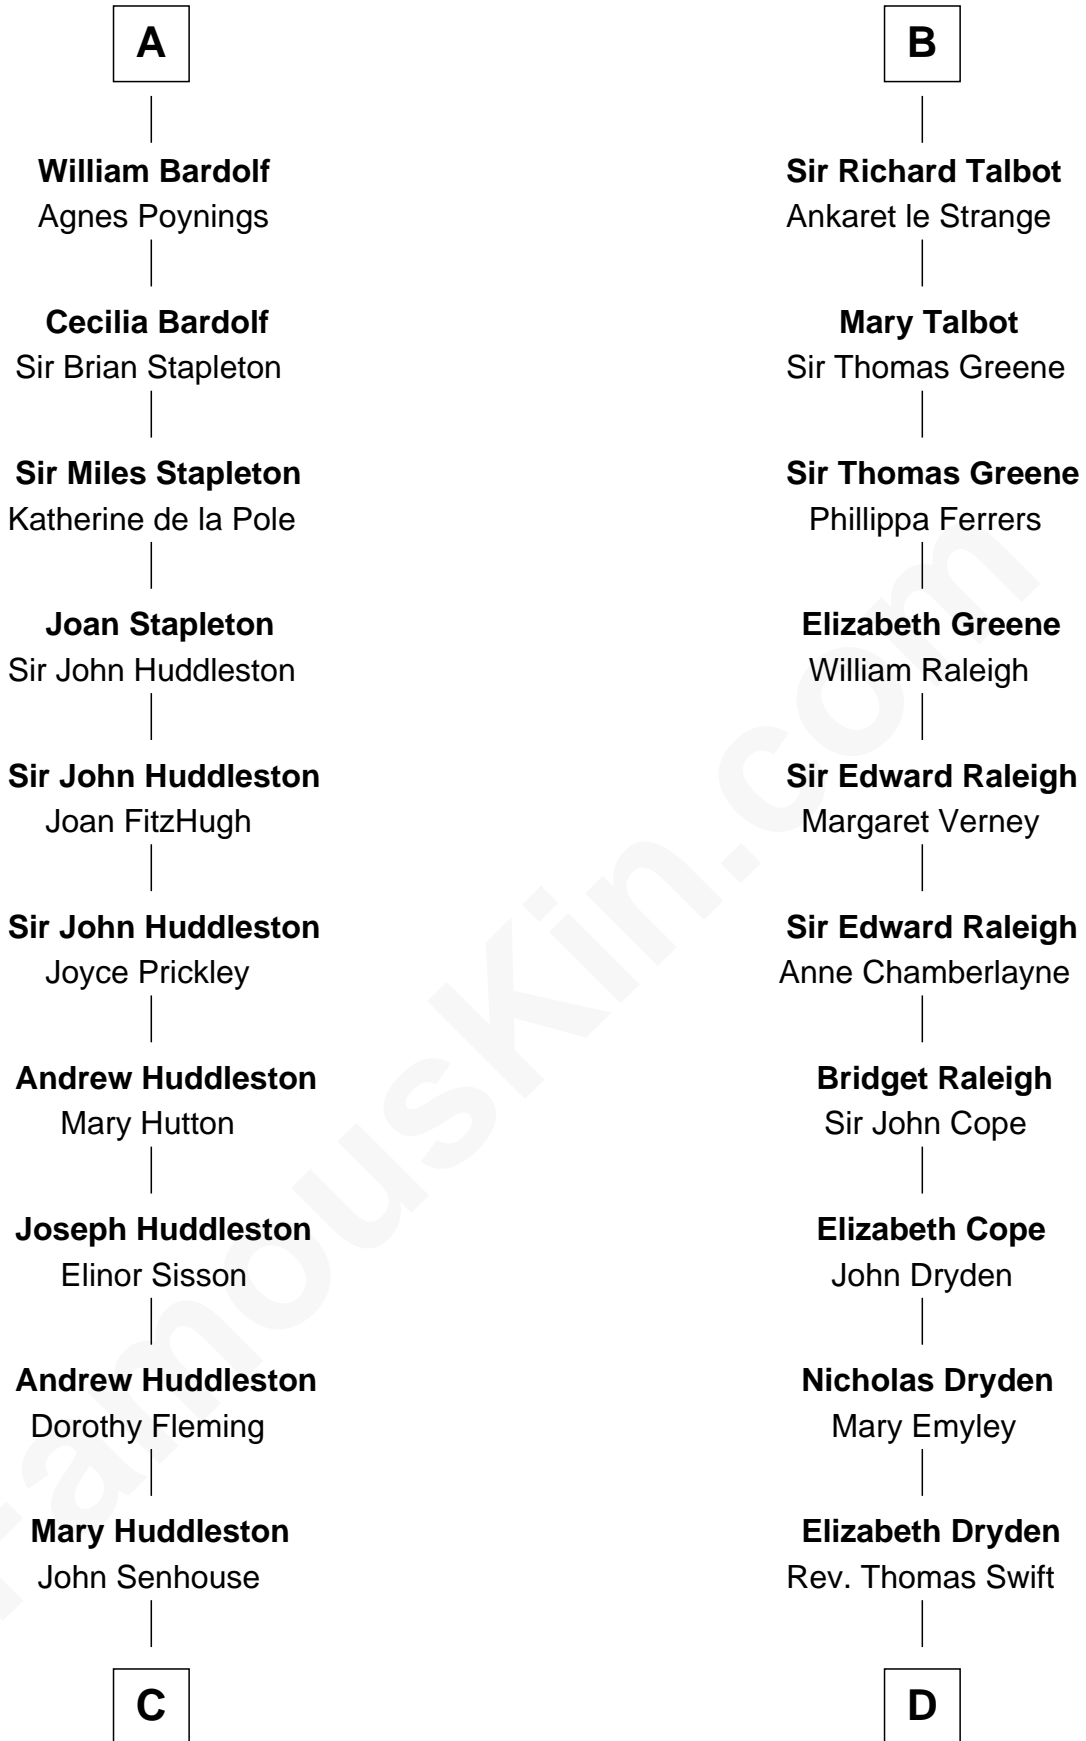 A
William Bardolf
Agnes Poynings
Cecilia Bardolf
Sir Brian Stapleton
Sir Miles Stapleton
Katherine de la Pole
Joan Stapleton
Sir John Huddleston
Sir John Huddleston
Joan FitzHugh
Sir John Huddleston
Joyce Prickley
Andrew Huddleston
Mary Hutton
Joseph Huddleston
Elinor Sisson
Andrew Huddleston
Dorothy Fleming
Mary Huddleston
John Senhouse
C
B
Sir Richard Talbot
Ankaret le Strange
Mary Talbot
Sir Thomas Greene
Sir Thomas Greene
Phillippa Ferrers
Elizabeth Greene
William Raleigh
Sir Edward Raleigh
Margaret Verney
Sir Edward Raleigh
Anne Chamberlayne
Bridget Raleigh
Sir John Cope
Elizabeth Cope
John Dryden
Nicholas Dryden
Mary Emyley
Elizabeth Dryden
Rev. Thomas Swift
D
FamousKin.com